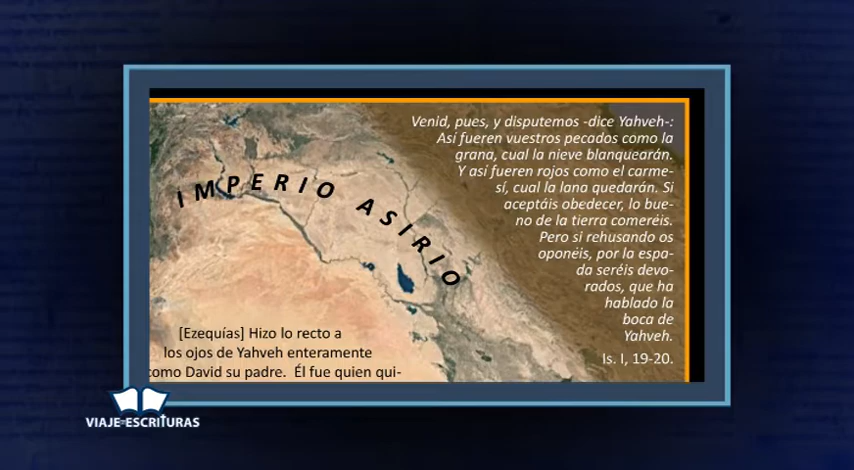 Venid, pues, y disputemos -dice Yahveh-:
Así fueren vuestros pecados como la
grana, cual la nieve blanquearán.
Y así fueren rojos como el carme-
sí, cual la lana quedarán. Si
aceptáis obedecer, lo bue-
no de la tierra comeréis.
Pero si rehusando os
oponéis, por la espa-
da seréis devo-
rados, que ha
hablado la
boca de
Yahveh.
Is. I, 19-20.
IMPERIO ASIRIO
[Ezequías] Hizo lo recto a
los ojos de Yahveh enteramente
como David su padre. Él fue quien qui-
VIAJE DE ESCRITURAS